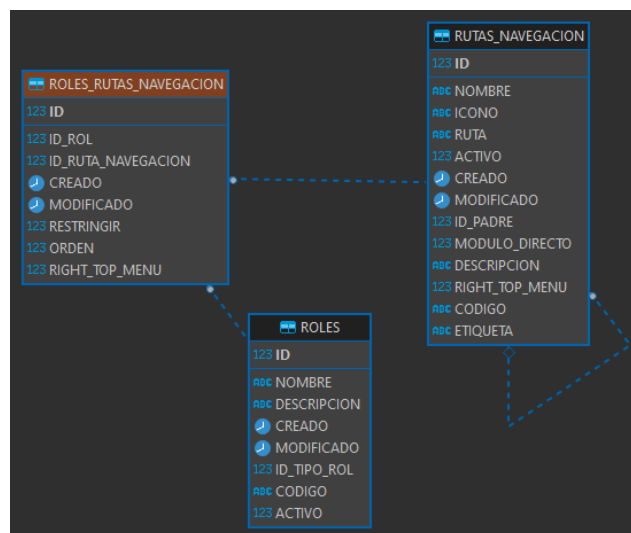 ROLES_RUTAS_NAVEGACION
123 ID
123 ID_ROL
123 ID_RUTA_NAVEGACION
CREADO
MODIFICADO
123 RESTRINGIR
123 ORDEN
123 RIGHT_TOP_MENU
RUTAS_NAVEGACION
123 ID
ABC NOMBRE
ABC ICONO
ABC RUTA
123 ACTIVO
CREADO
MODIFICADO
123 ID_PADRE
123 MODULO_DIRECTO
ABC DESCRIPCION
123 RIGHT_TOP_MENU
ABC CODIGO
ABC ETIQUETA
ROLES
123 ID
ABC NOMBRE
ABC DESCRIPCION
CREADO
MODIFICADO
123 ID_TIPO_ROL
ABC CODIGO
123 ACTIVO